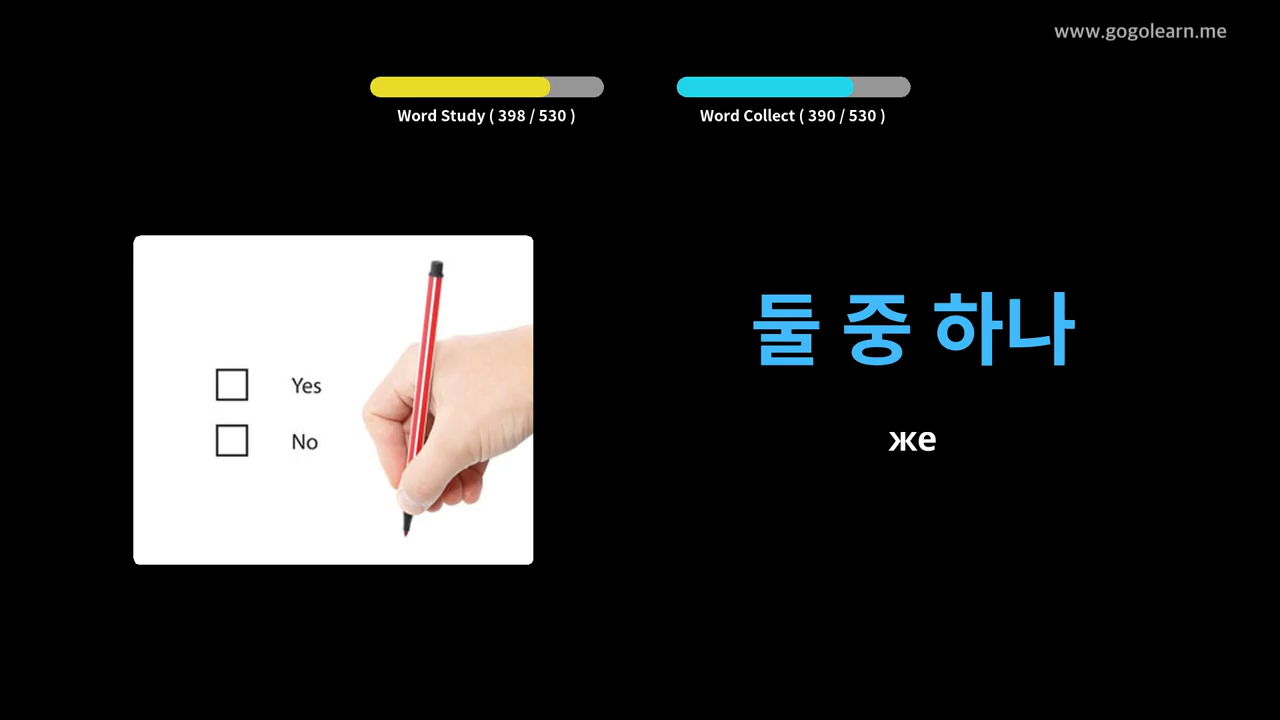 www.gogolearn.me
Word Study ( 398 / 530 )
Word Collect ( 390 / 530 )
Yes
No
둘 중 하나
же